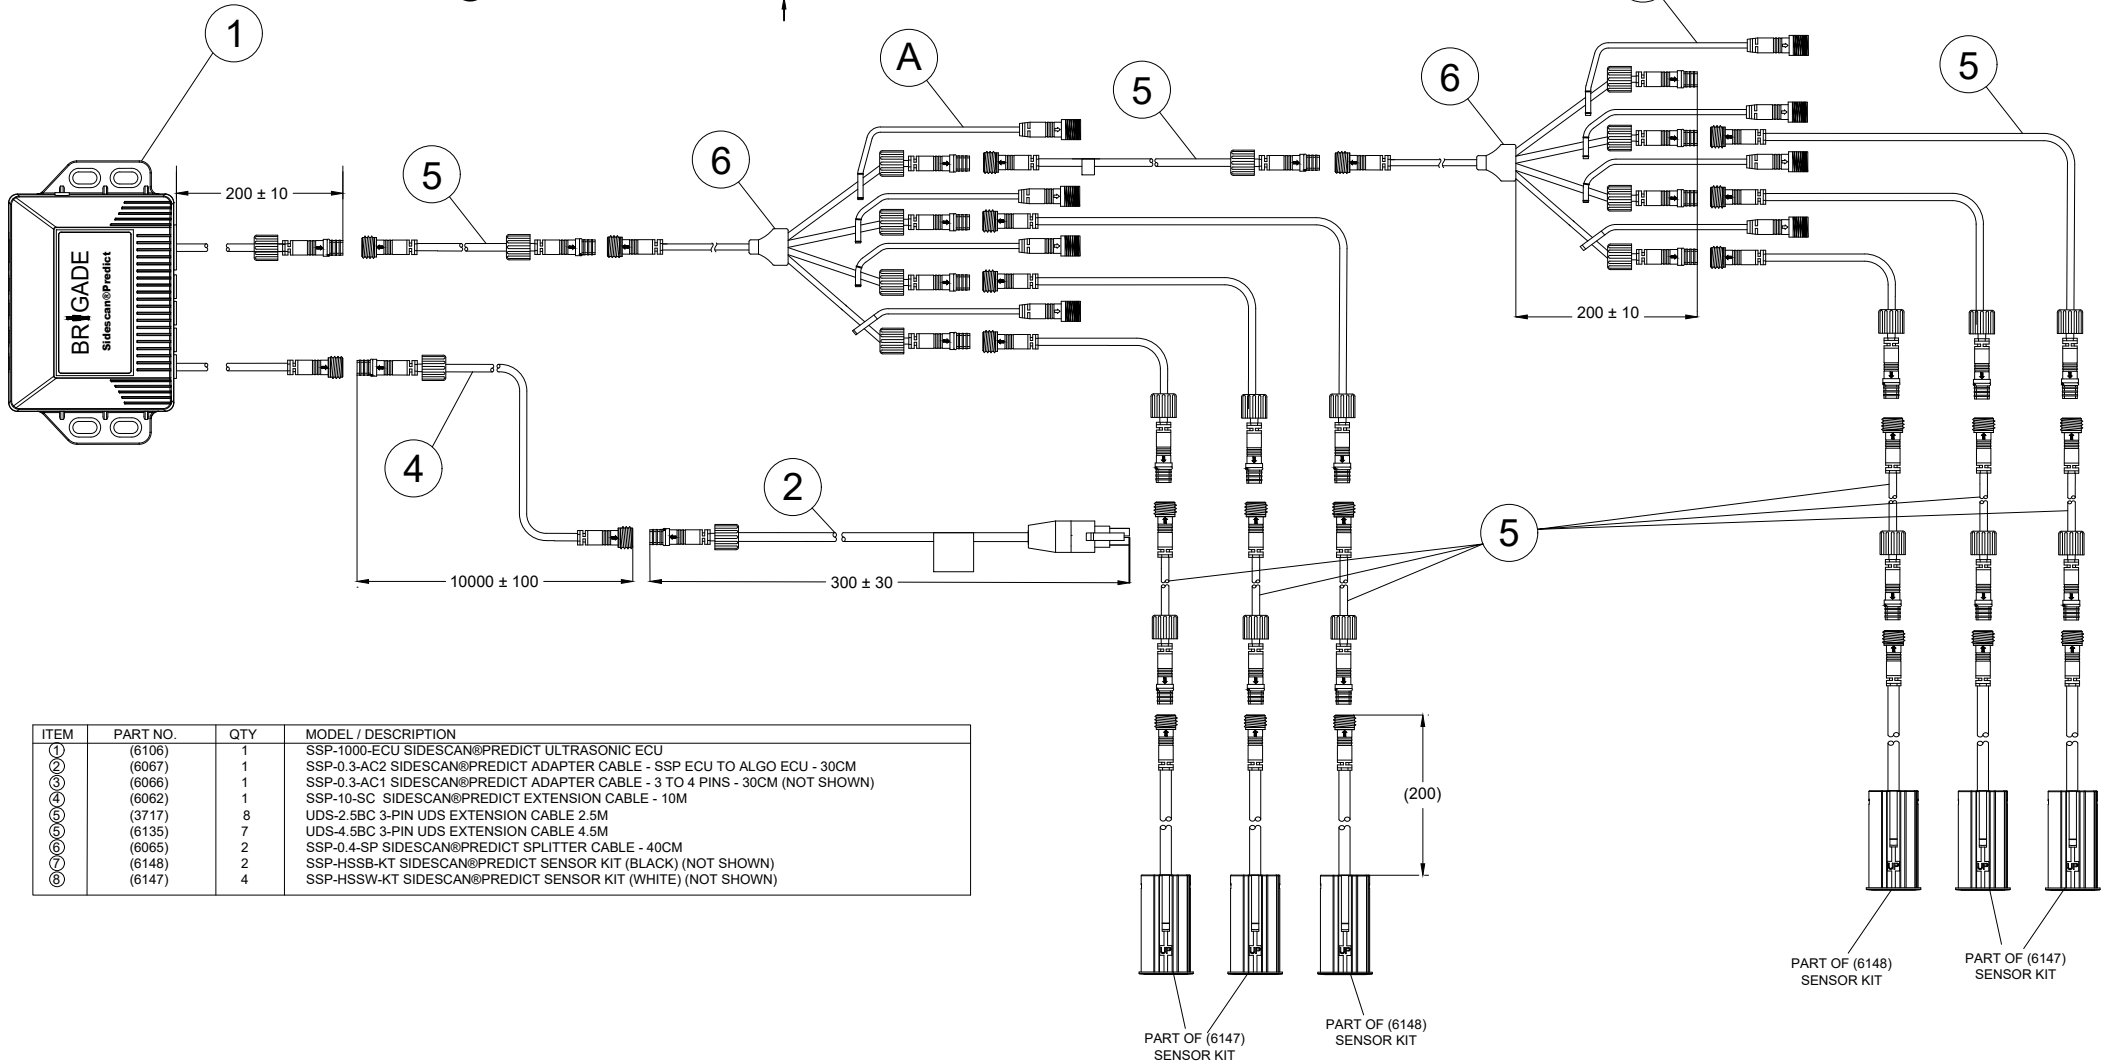 1
A
5
6
5
200 ± 10
5
6
BRIGADE
Sidescan®Predict
200 ± 10
4
2
5
10000 ± 100
300 ± 30
ITEM PART NO. QTY MODEL / DESCRIPTION
1 (6106) 1 SSP-1000-ECU SIDESCAN®PREDICT ULTRASONIC ECU
2 (6067) 1 SSP-0.3-AC2 SIDESCAN®PREDICT ADAPTER CABLE - SSP ECU TO ALGO ECU - 30CM
3 (6066) 1 SSP-0.3-AC1 SIDESCAN®PREDICT ADAPTER CABLE - 3 TO 4 PINS - 30CM (NOT SHOWN)
4 (6062) 1 SSP-10-SC SIDESCAN®PREDICT EXTENSION CABLE - 10M
5 (3717) 8 UDS-2.5BC 3-PIN UDS EXTENSION CABLE 2.5M
5 (6135) 7 UDS-4.5BC 3-PIN UDS EXTENSION CABLE 4.5M
6 (6065) 2 SSP-0.4-SP SIDESCAN®PREDICT SPLITTER CABLE - 40CM
7 (6148) 2 SSP-HSSB-KT SIDESCAN®PREDICT SENSOR KIT (BLACK) (NOT SHOWN)
8 (6147) 4 SSP-HSSW-KT SIDESCAN®PREDICT SENSOR KIT (WHITE) (NOT SHOWN)
(200)
UP
UP
UP
UP
UP
UP
PART OF (6148)
SENSOR KIT
PART OF (6147)
SENSOR KIT
PART OF (6147)
SENSOR KIT
PART OF (6148)
SENSOR KIT